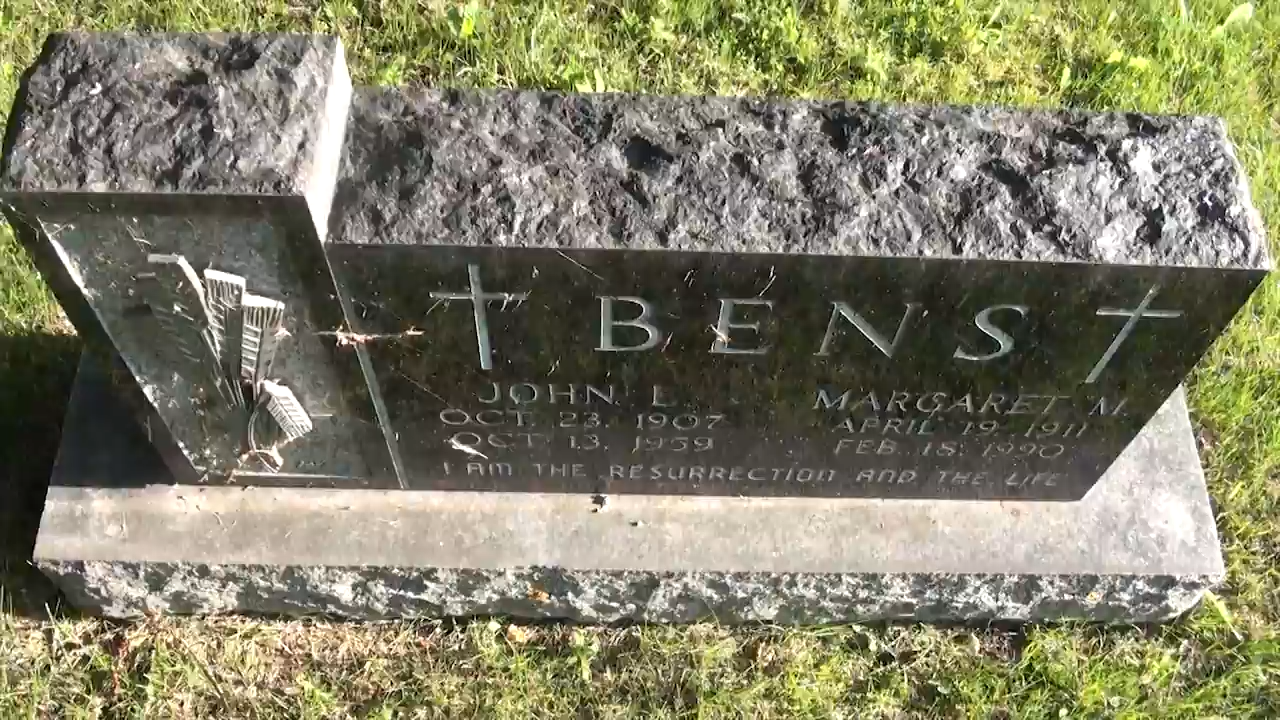 BENS
JOHN L.
OCT. 23, 1907
OCT. 13, 1959
MARGARET M.
APRIL 19, 1911
FEB. 18, 1990
I AM THE RESURRECTION AND THE LIFE